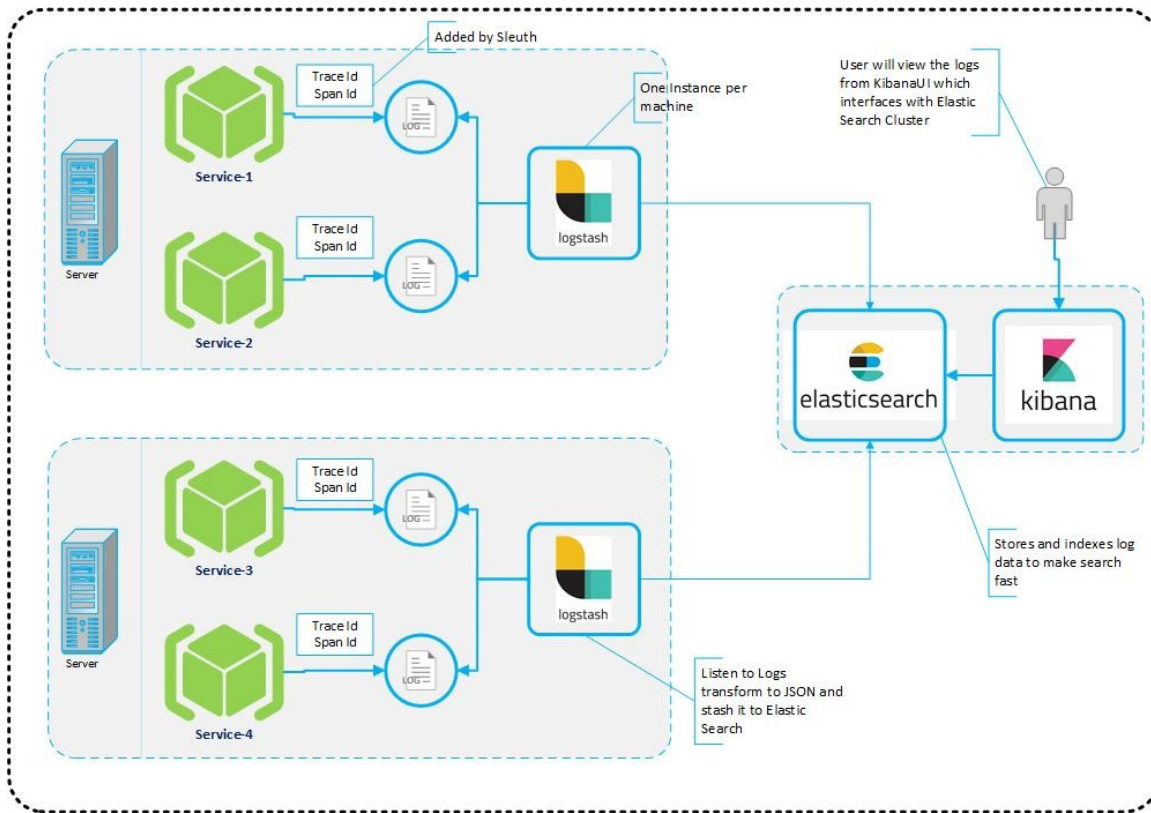 Added by Sleuth
Trace Id
Span Id
LOG
Service-1
One Instance per
machine
logstash
Server
Trace Id
Span Id
LOG
Service-2
User will view the logs
from KibanaUI which
interfaces with Elastic
Search Cluster
elasticsearch
kibana
Trace Id
Span Id
LOG
Service-3
logstash
Server
Trace Id
Span Id
LOG
Service-4
Stores and indexes log
data to make search
fast
Listen to Logs
transform to JSON and
stash it to Elastic
Search